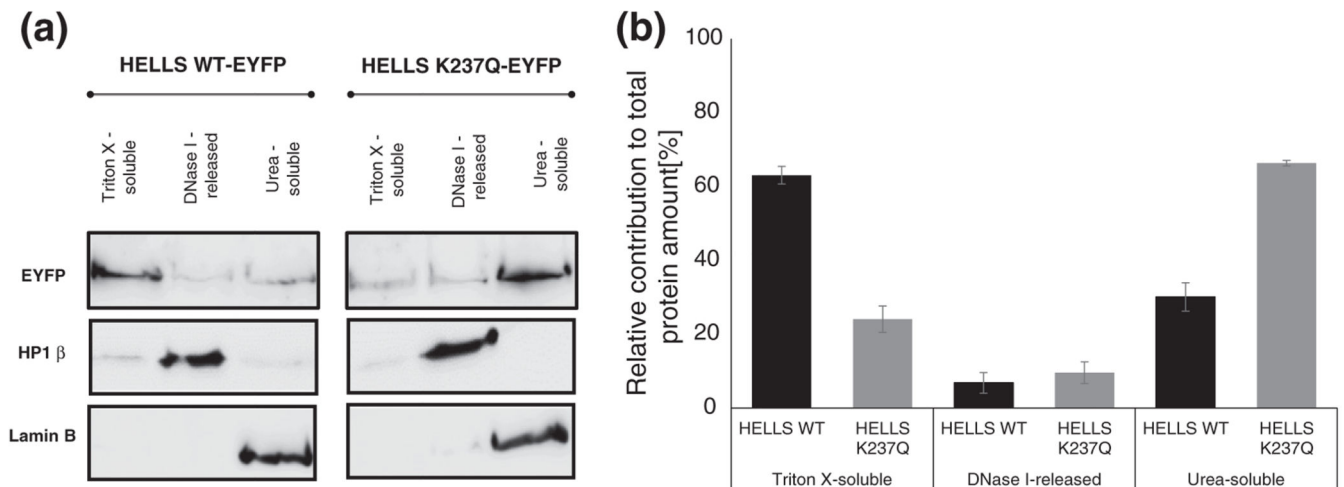 (a)
HELLS WT-EYFP
HELLS K237Q-EYFP
Triton X -
soluble
DNase I -
released
Urea -
soluble
Triton X -
soluble
DNase I -
released
Urea -
soluble
EYFP
HP1 β
Lamin B
(b)
Relative contribution to total
protein amount[%]
100
80
60
40
20
0
HELLS WT
HELLS
K237Q
HELLS WT
HELLS
K237Q
HELLS WT
HELLS
K237Q
Triton X-soluble
DNase I-released
Urea-soluble